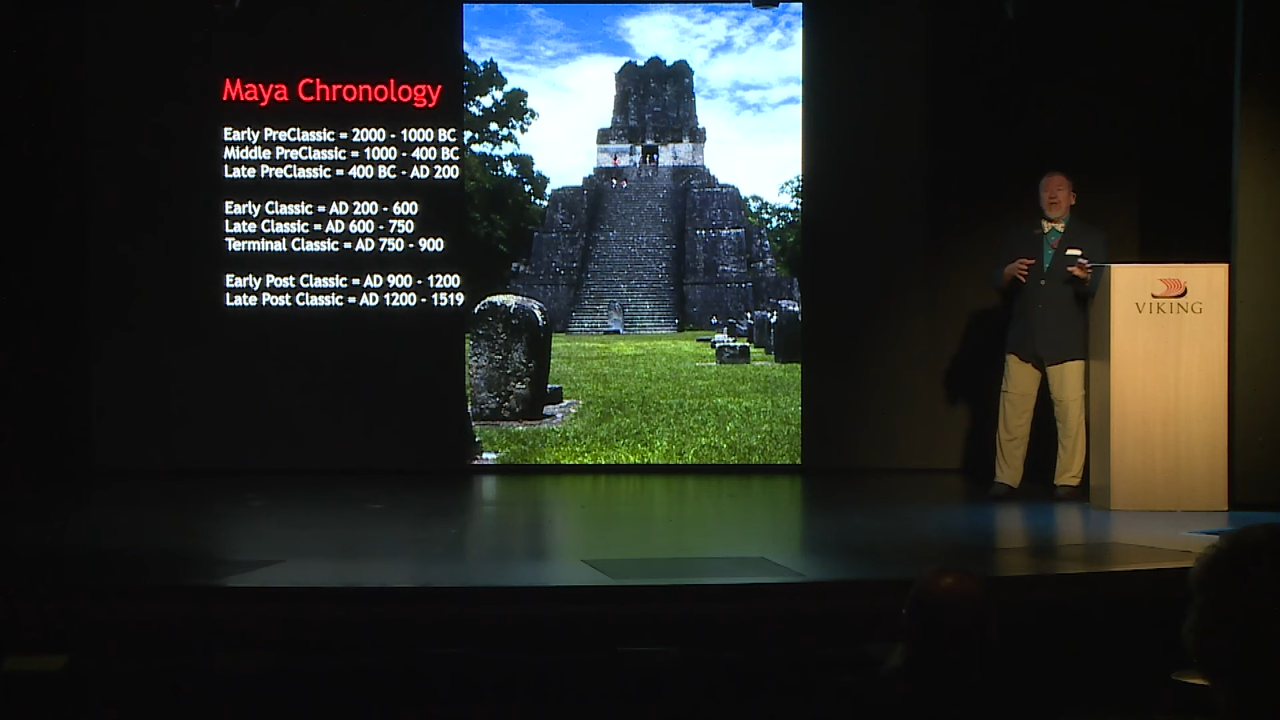 Maya Chronology
Early PreClassic = 2000 - 1000 BC
Middle PreClassic = 1000 - 400 BC
Late PreClassic = 400 BC - AD 200
Early Classic = AD 200 - 600
Late Classic = AD 600 - 750
Terminal Classic = AD 750 - 900
Early Post Classic = AD 900 - 1200
Late Post Classic = AD 1200 - 1519
VIKING